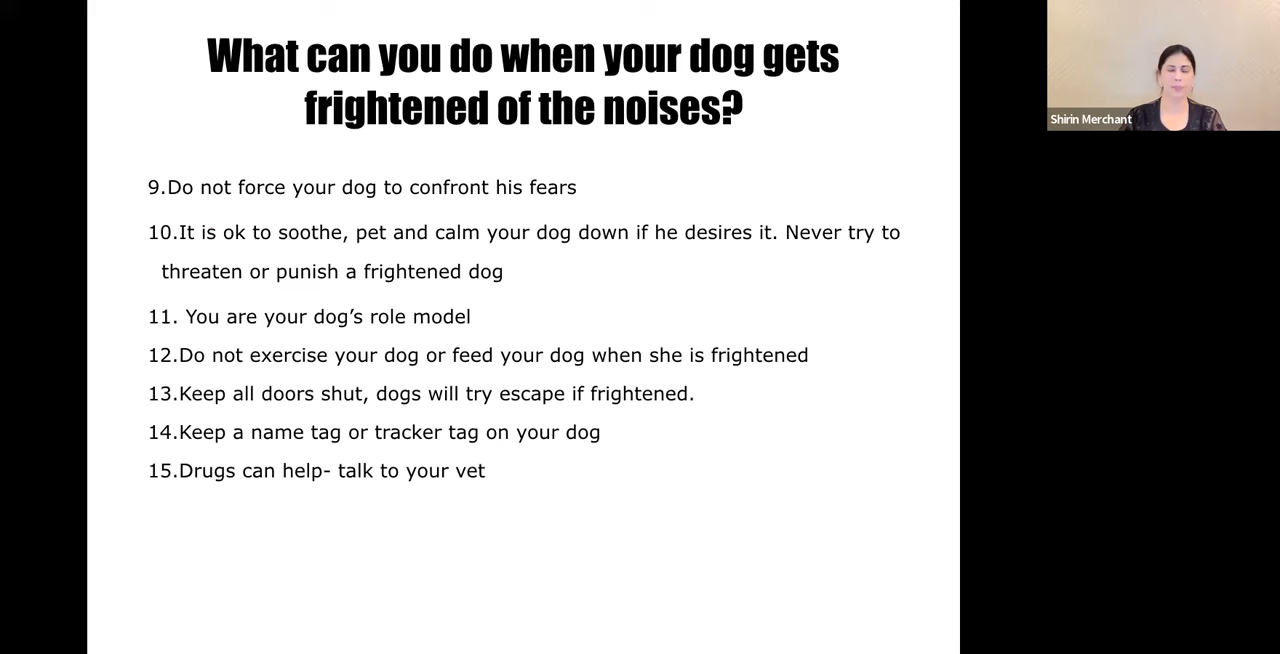 What can you do when your dog gets
frightened of the noises?
Shirin Merchant
9.Do not force your dog to confront his fears
10.It is ok to soothe, pet and calm your dog down if he desires it. Never try to
threaten or punish a frightened dog
11. You are your dog’s role model
12.Do not exercise your dog or feed your dog when she is frightened
13.Keep all doors shut, dogs will try escape if frightened.
14.Keep a name tag or tracker tag on your dog
15.Drugs can help- talk to your vet